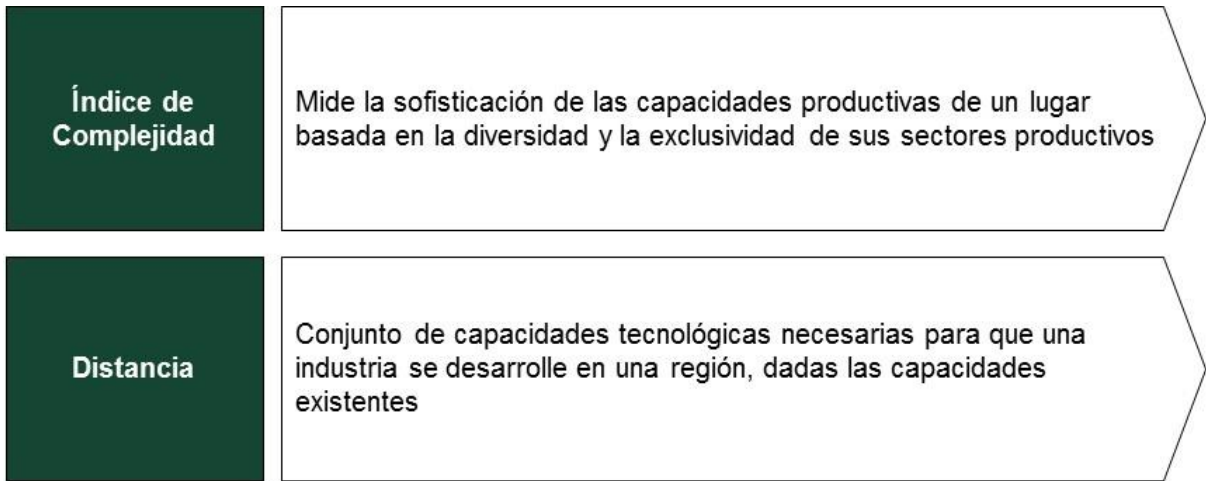 Índice de
Complejidad
Mide la sofisticación de las capacidades productivas de un lugar
basada en la diversidad y la exclusividad de sus sectores productivos
Distancia
Conjunto de capacidades tecnológicas necesarias para que una
industria se desarrolle en una región, dadas las capacidades
existentes